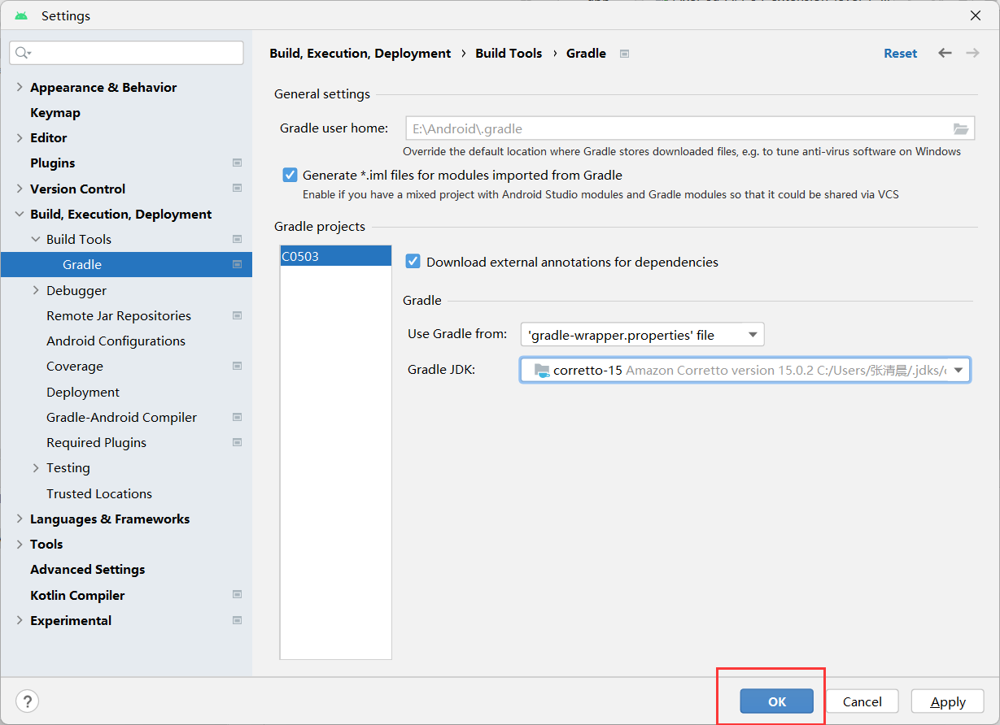 Settings
Build, Execution, Deployment › Build Tools › Gradle
Reset
Appearance & Behavior
Keymap
Editor
Plugins
Version Control
Build, Execution, Deployment
Build Tools
Gradle
Debugger
Remote Jar Repositories
Android Configurations
Coverage
Deployment
Gradle-Android Compiler
Required Plugins
Testing
Trusted Locations
Languages & Frameworks
Tools
Advanced Settings
Kotlin Compiler
Experimental
General settings
Gradle user home: E:\Android\.gradle
Override the default location where Gradle stores downloaded files, e.g. to tune anti-virus software on Windows
Generate *.iml files for modules imported from Gradle
Enable if you have a mixed project with Android Studio modules and Gradle modules so that it could be shared via VCS
Gradle projects
C0503
Download external annotations for dependencies
Gradle
Use Gradle from: 'gradle-wrapper.properties' file
Gradle JDK: corretto-15 Amazon Corretto version 15.0.2 C:/Users/张清晨/.jdks/
?
OK
Cancel
Apply